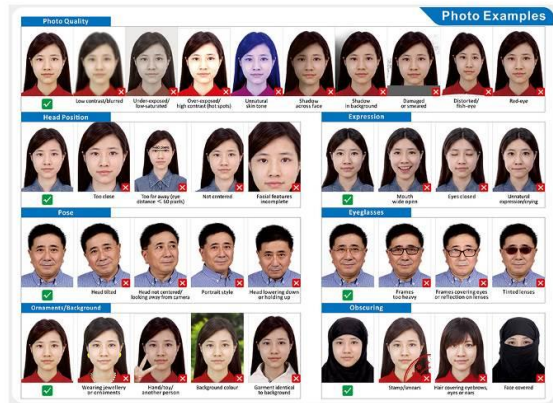 Photo Examples
Photo Quality
Low contrast/blurred
Under-exposed/
low-saturated
Over-exposed/
high contrast (hot spots)
Unnatural
skin tone
Shadow
across face
Shadow
in background
Damaged
or smeared
Distorted/
fish-eye
Red-eye
Head Position
Too close
Too far away (eye
distance < 60 pixels)
Not centered
Facial features
incomplete
Expression
Mouth
wide open
Eyes closed
Unnatural
expression/crying
Pose
Head tilted
Head not centered/
looking away from camera
Portrait style
Head lowering down
or holding up
Eyeglasses
Frames
too heavy
Frames covering eyes
or reflection on lenses
Tinted lenses
Ornaments/Background
Wearing jewellery
or ornaments
Hand/toy/
another person
Background colour
Garment identical
to background
Obscuring
Stamp/smears
Hair covering eyebrows,
eyes or ears
Face covered